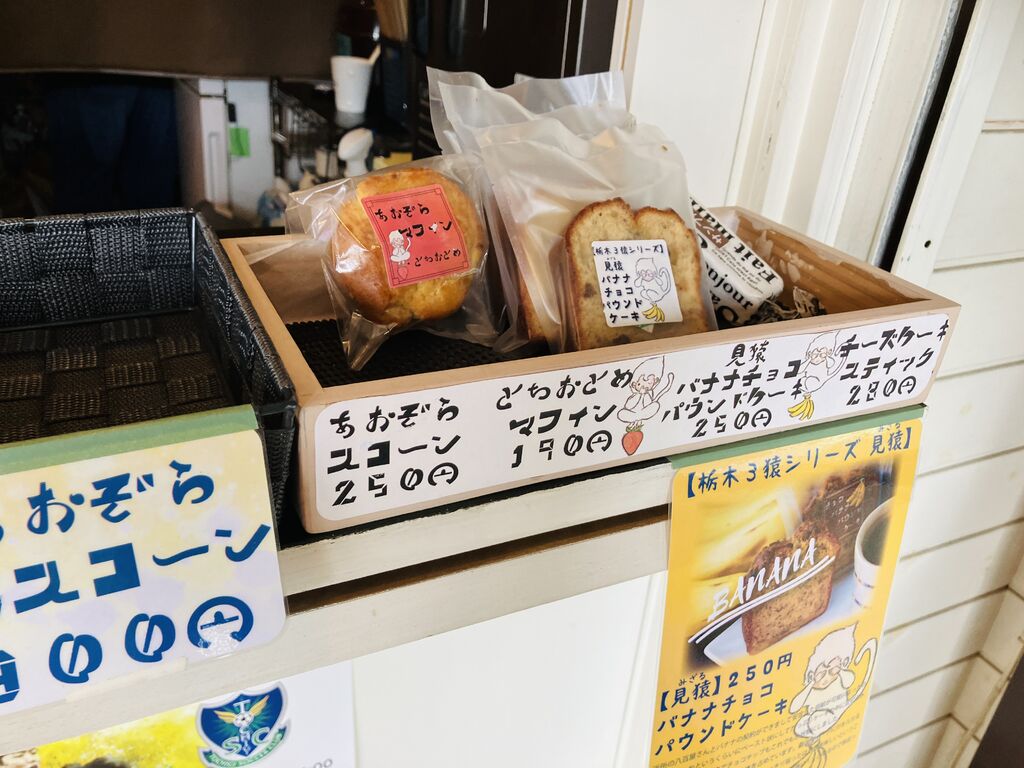 あおぞら
マフィン
とちおとめ
【栃木3猿シリーズ】
見猿
バナナ
チョコ
パウンド
ケーキ
あおぞら
スコーン
250円
とちおとめ
マフィン
190円
見猿
バナナチョコ
パウンドケーキ
250円
チーズケーキ
スティック
280円
おぞら
スコーン
00円
みざる
【栃木3猿シリーズ 見猿】
BANANA
みざる
【見猿】250円
バナナチョコ
パウンドケーキ